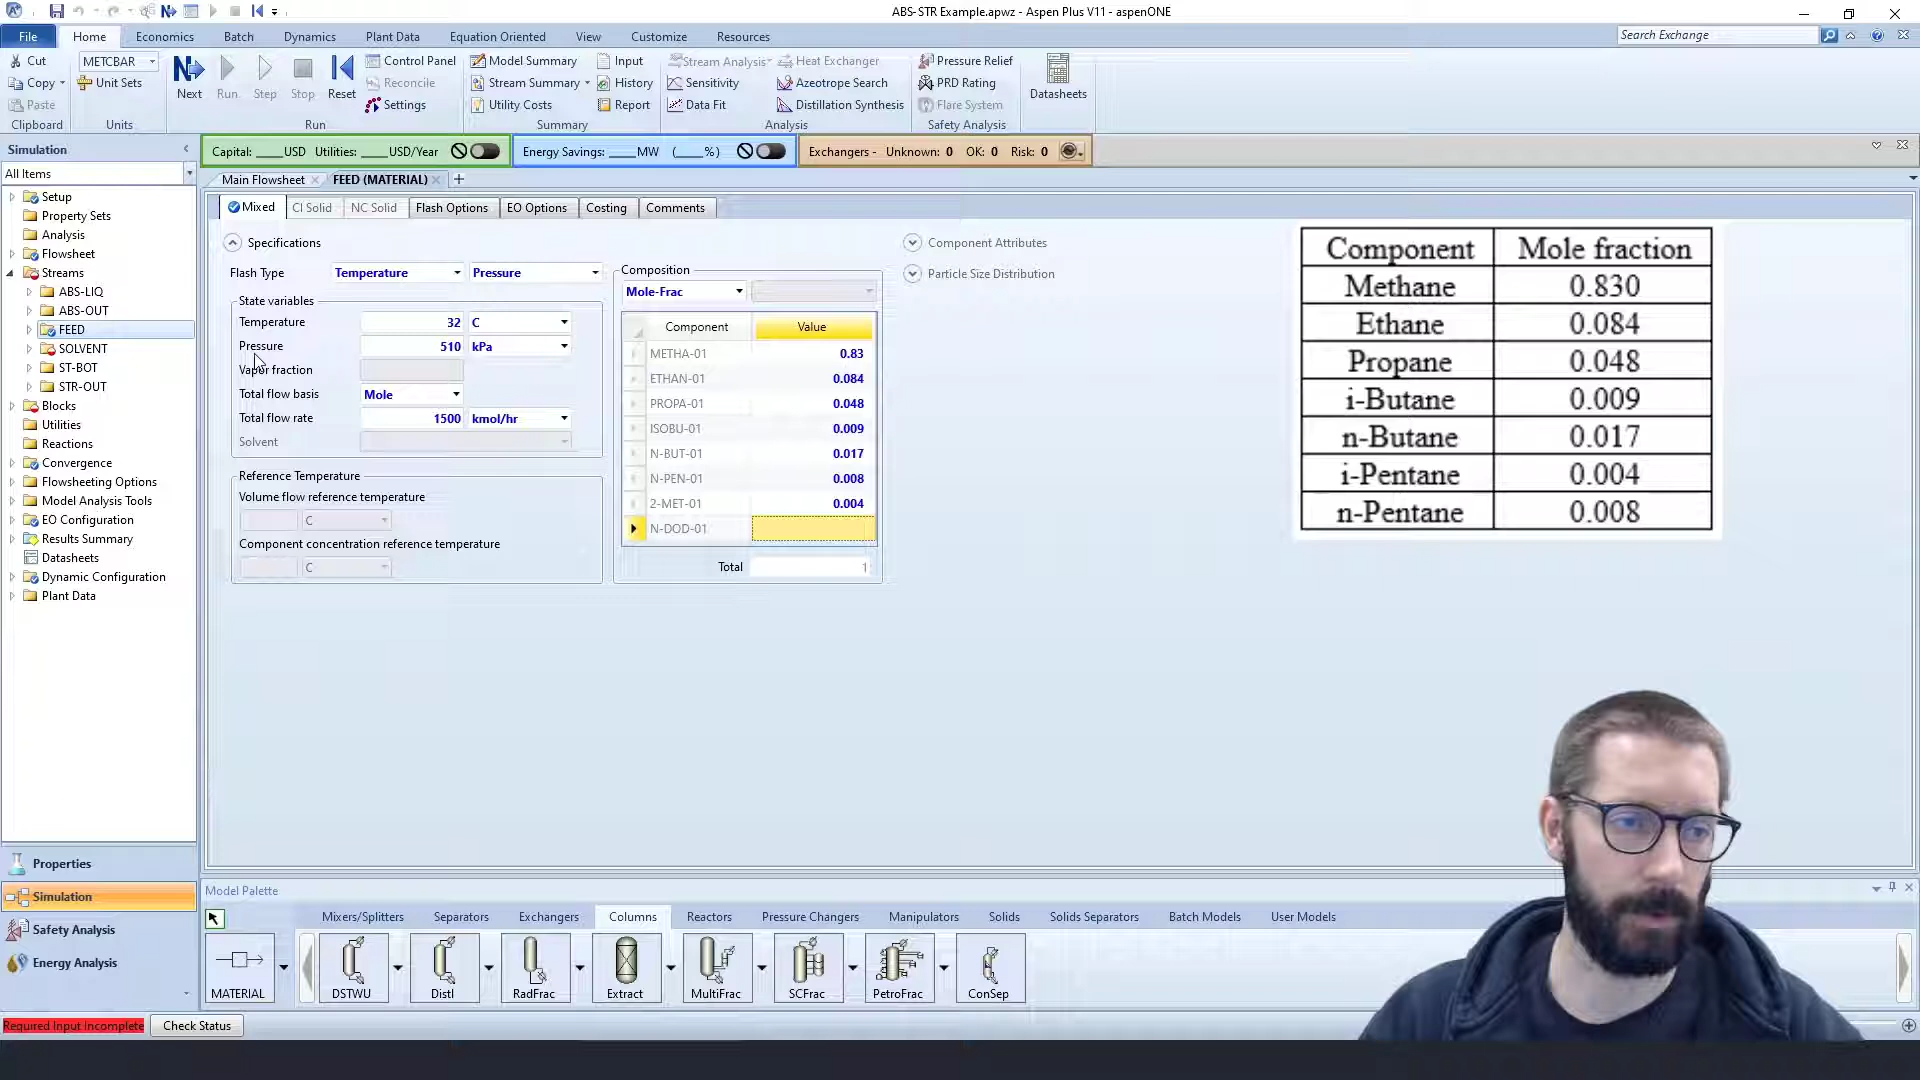 ABS-STR Example.apwz - Aspen Plus V11 - aspenONE
File Home Economics Batch Dynamics Plant Data Equation Oriented View Customize Resources Search Exchange
Cut METCBAR Control Panel Model Summary Input Stream Analysis Heat Exchanger Pressure Relief
Copy Unit Sets Next Run Step Stop Reset Reconcile Stream Summary History Sensitivity Azeotrope Search PRD Rating Datasheets
Paste Settings Utility Costs Report Data Fit Distillation Synthesis Flare System
Clipboard Units Run Summary Analysis Safety Analysis
Simulation
Capital: ____USD Utilities: ____USD/Year Energy Savings: ____MW (____%) Exchangers - Unknown: 0 OK: 0 Risk: 0
All Items
Main Flowsheet FEED (MATERIAL)
Setup
Property Sets
Analysis
Flowsheet
Streams
ABS-LIQ
ABS-OUT
FEED
SOLVENT
ST-BOT
STR-OUT
Blocks
Utilities
Reactions
Convergence
Flowsheeting Options
Model Analysis Tools
EO Configuration
Results Summary
Datasheets
Dynamic Configuration
Plant Data
Mixed CI Solid NC Solid Flash Options EO Options Costing Comments
Specifications
Flash Type Temperature Pressure
State variables
Temperature 32 C
Pressure 510 kPa
Vapor fraction
Total flow basis Mole
Total flow rate 1500 kmol/hr
Solvent
Reference Temperature
Volume flow reference temperature
C
Component concentration reference temperature
C
Composition
Mole-Frac
Component Value
METHA-01 0.83
ETHAN-01 0.084
PROPA-01 0.048
ISOBU-01 0.009
N-BUT-01 0.017
N-PEN-01 0.008
2-MET-01 0.004
N-DOD-01
Total 1
Component Attributes
Particle Size Distribution
Component Mole fraction
Methane 0.830
Ethane 0.084
Propane 0.048
i-Butane 0.009
n-Butane 0.017
i-Pentane 0.004
n-Pentane 0.008
Properties
Simulation
Safety Analysis
Energy Analysis
Model Palette
Mixers/Splitters Separators Exchangers Columns Reactors Pressure Changers Manipulators Solids Solids Separators Batch Models User Models
MATERIAL DSTWU Distl RadFrac Extract MultiFrac SCFrac PetroFrac ConSep
Required Input Incomplete Check Status